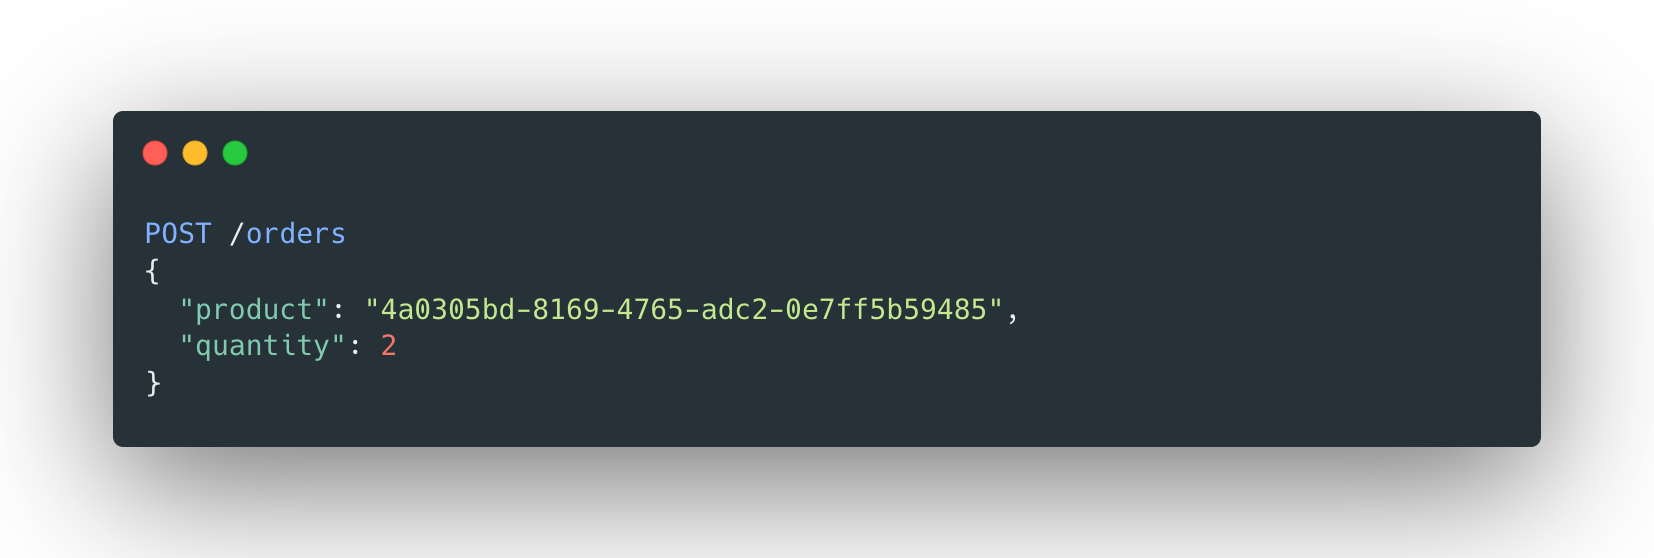 POST /orders
{
  "product": "4a0305bd-8169-4765-adc2-0e7ff5b59485",
  "quantity": 2
}